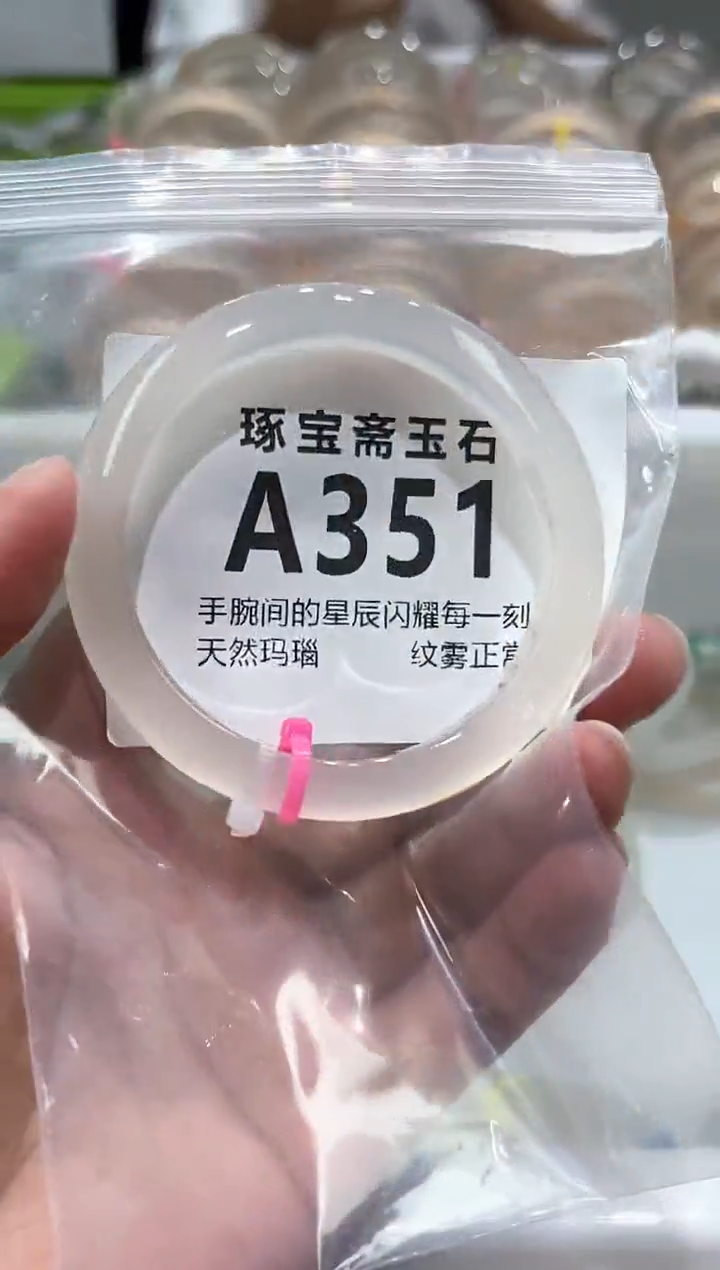 琢宝斋玉石
A351
手腕间的星辰闪耀每一刻
天然玛瑙 纹雾正常